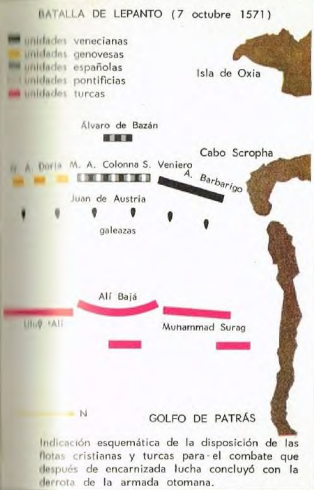 BATALLA DE LEPANTO (7 octubre 1571)
unidades venecianas
unidades genovesas
unidades españolas
unidades pontificias
unidades turcas
Isla de Oxia
Álvaro de Bazán
Cabo Scropha
A. Doria M. A. Colonna S. Veniero
A. Barbarigo
Juan de Austria
galeazas
Alí Bajá
Muhammad Surag
N
GOLFO DE PATRÁS
Indicación esquemática de la disposición de las
flotas cristianas y turcas para el combate que
después de encarnizada lucha concluyó con la
derrota de la armada otomana.